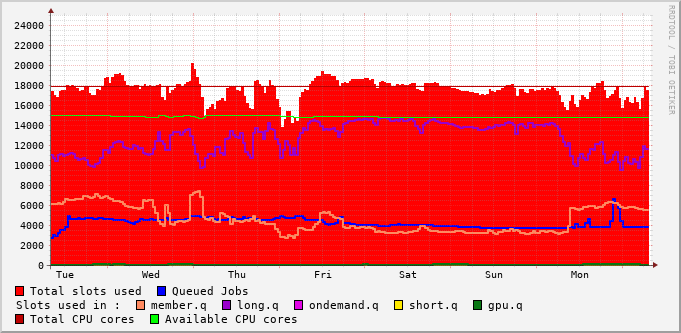 RRDTOOL / TOBI OETIKER
24000
22000
20000
18000
16000
14000
12000
10000
8000
6000
4000
2000
0
Tue Wed Thu Fri Sat Sun Mon
Total slots used Queued Jobs
Slots used in : member.q long.q ondemand.q short.q gpu.q
Total CPU cores Available CPU cores